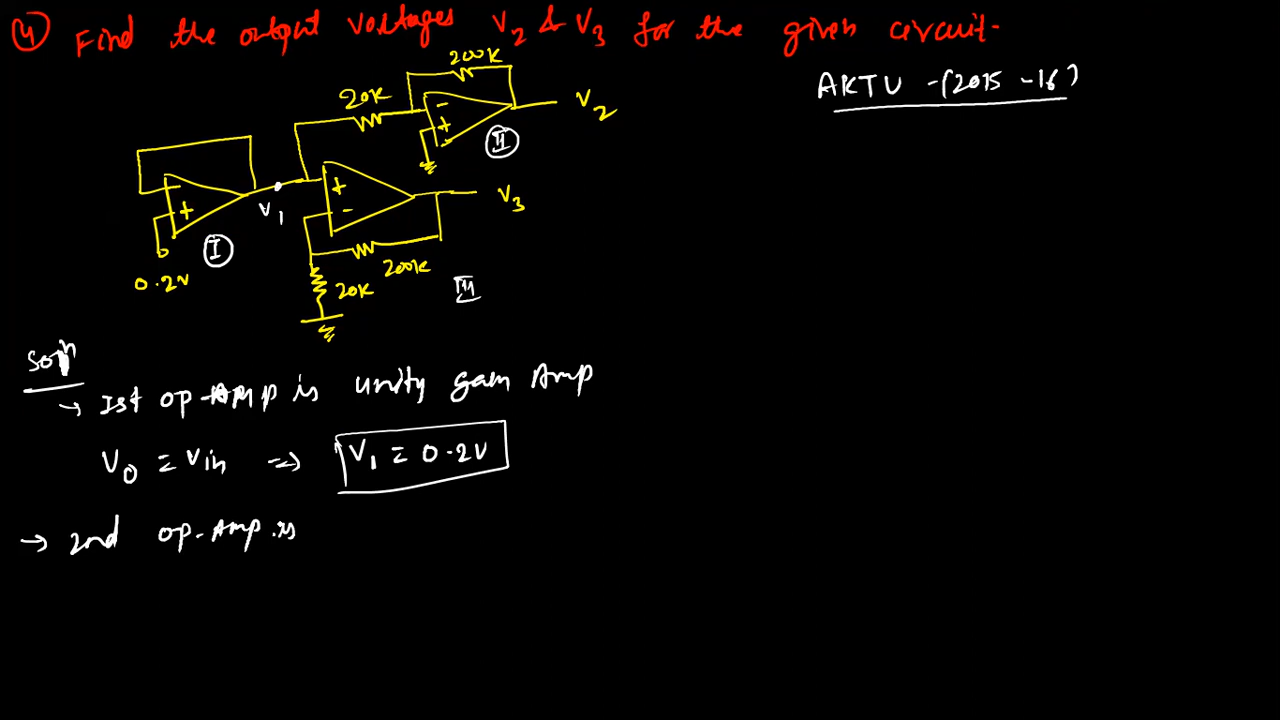 ④ Find the output voltages V2 & V3 for the given circuit.
AKTU -(2015 -16)
200K
20K
- V2
+
II
+ V3
V1 -
+
I
200K
0.2V
20K
III
Soln
→ Ist OP-AMP is unity gain Amp
V0 = Vin => V1 = 0.2V
→ 2nd op-Amp is